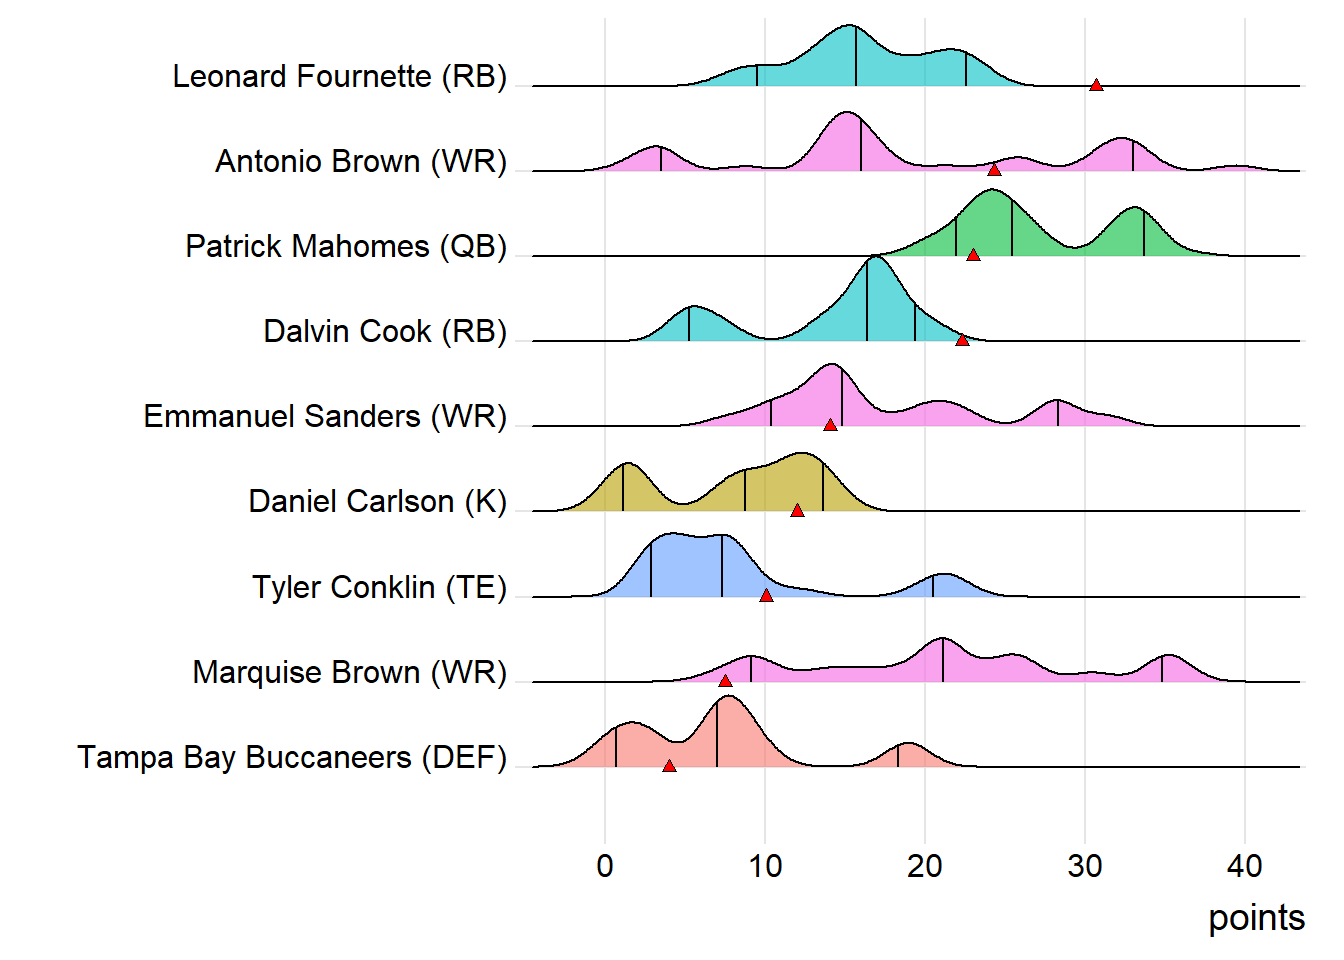 Leonard Fournette (RB)
Antonio Brown (WR)
Patrick Mahomes (QB)
Dalvin Cook (RB)
Emmanuel Sanders (WR)
Daniel Carlson (K)
Tyler Conklin (TE)
Marquise Brown (WR)
Tampa Bay Buccaneers (DEF)
0 10 20 30 40
points